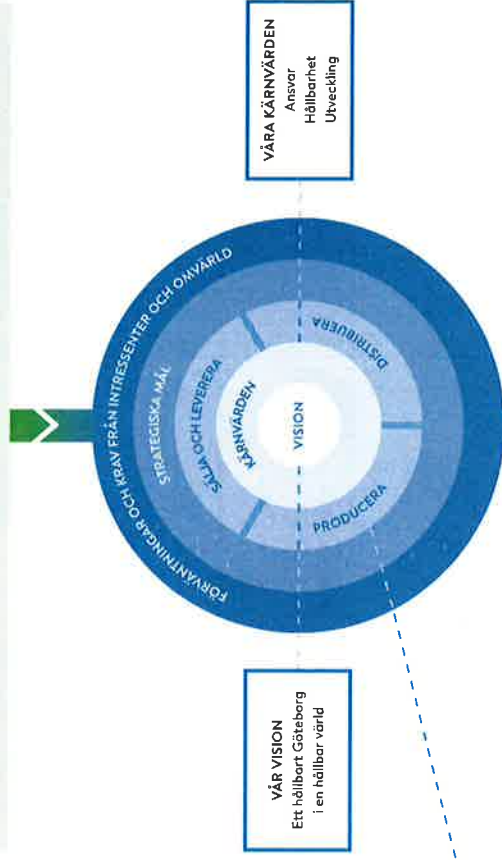 FÖRVÄNTNINGAR OCH KRAV FRÅN INTRESSENTER OCH OMVÄRLD
STRATEGISKA MÅL
SÄLJA OCH LEVERERA
KÄRNVÄRDEN
VISION
PRODUCERA
DISTRIBUERA
VÅR VISION
Ett hållbart Göteborg
i en hållbar värld
VÅRA KÄRNVÄRDEN
Ansvar
Hållbarhet
Utveckling